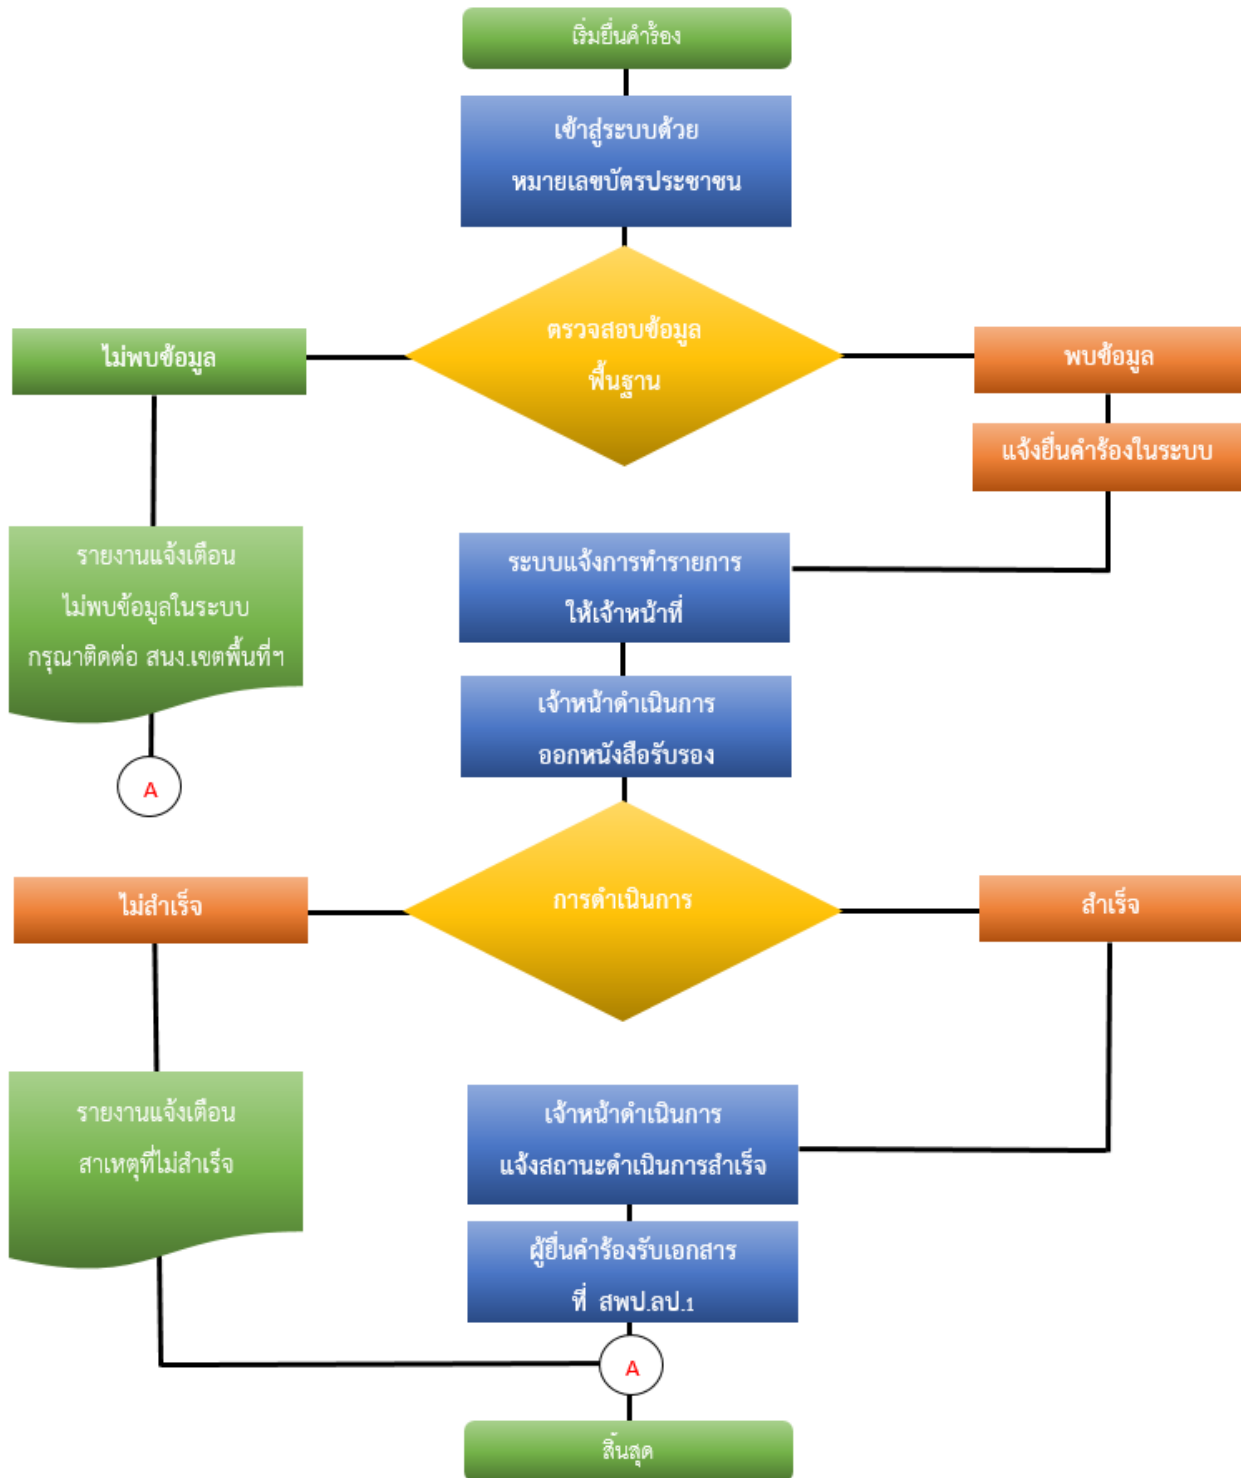 เริ่มยื่นคำร้อง
เข้าสู่ระบบด้วย
หมายเลขบัตรประชาชน
ตรวจสอบข้อมูล
พื้นฐาน
ไม่พบข้อมูล
พบข้อมูล
แจ้งยื่นคำร้องในระบบ
รายงานแจ้งเตือน
ไม่พบข้อมูลในระบบ
กรุณาติดต่อ สนง.เขตพื้นที่ฯ
A
ระบบแจ้งการทำรายการ
ให้เจ้าหน้าที่
เจ้าหน้าดำเนินการ
ออกหนังสือรับรอง
การดำเนินการ
ไม่สำเร็จ
สำเร็จ
รายงานแจ้งเตือน
สาเหตุที่ไม่สำเร็จ
เจ้าหน้าดำเนินการ
แจ้งสถานะดำเนินการสำเร็จ
ผู้ยื่นคำร้องรับเอกสาร
ที่ สพป.ลป.1
A
สิ้นสุด